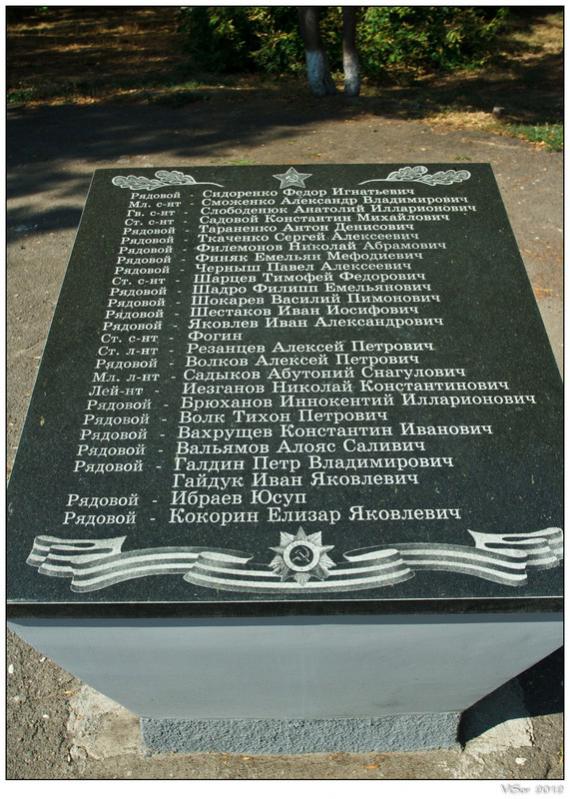 Рядовой - Сидоренко Федор Игнатьевич
Мл. с-нт - Сможенко Александр Владимирович
Гв. с-нт - Слободенюк Анатолий Илларионович
Ст. с-нт - Садовой Константин Михайлович
Рядовой - Тараненко Антон Денисович
Рядовой - Ткаченко Сергей Алексеевич
Рядовой - Филемонов Николай Абрамович
Рядовой - Финяк Емельян Мефодиевич
Рядовой - Черныш Павел Алексеевич
Ст. с-нт - Шарцев Тимофей Федорович
Рядовой - Шадро Филипп Емельянович
Рядовой - Шокарев Василий Пимонович
Рядовой - Шестаков Иван Иосифович
Рядовой - Яковлев Иван Александрович
Ст. с-нт - Фогин
Ст. л-нт - Резанцев Алексей Петрович
Рядовой - Волков Алексей Петрович
Мл. л-нт - Садыков Абутопий Снагулович
Лей-нт - Иезганов Николай Константинович
Рядовой - Брюханов Иннокентий Илларионович
Рядовой - Волк Тихон Петрович
Рядовой - Вахрущев Константин Иванович
Рядовой - Вальямов Алояс Саливич
Рядовой - Галдин Петр Владимирович
Гайдук Иван Яковлевич
Рядовой - Ибраев Юсуп
Рядовой - Кокорин Елизар Яковлевич
ViSer 2012